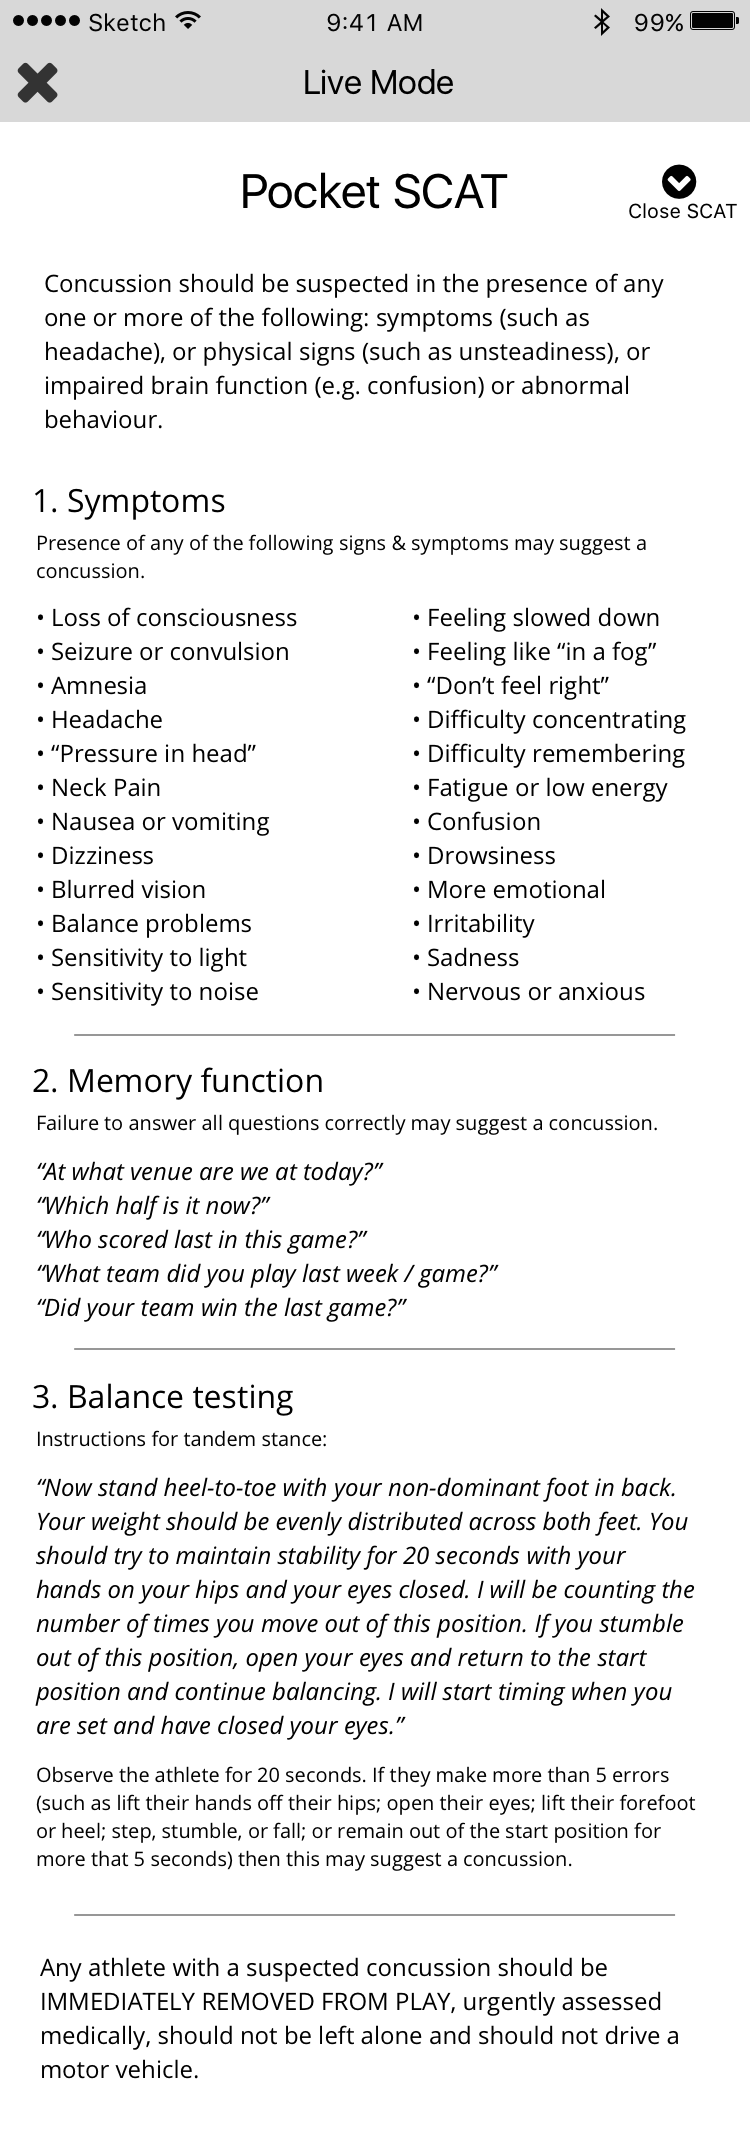 Sketch 9:41 AM 99%
Live Mode
Pocket SCAT
Close SCAT
Concussion should be suspected in the presence of any
one or more of the following: symptoms (such as
headache), or physical signs (such as unsteadiness), or
impaired brain function (e.g. confusion) or abnormal
behaviour.
1. Symptoms
Presence of any of the following signs & symptoms may suggest a
concussion.
• Loss of consciousness
• Seizure or convulsion
• Amnesia
• Headache
• “Pressure in head”
• Neck Pain
• Nausea or vomiting
• Dizziness
• Blurred vision
• Balance problems
• Sensitivity to light
• Sensitivity to noise
• Feeling slowed down
• Feeling like “in a fog”
• “Don’t feel right”
• Difficulty concentrating
• Difficulty remembering
• Fatigue or low energy
• Confusion
• Drowsiness
• More emotional
• Irritability
• Sadness
• Nervous or anxious
2. Memory function
Failure to answer all questions correctly may suggest a concussion.
“At what venue are we at today?”
“Which half is it now?”
“Who scored last in this game?”
“What team did you play last week / game?”
“Did your team win the last game?”
3. Balance testing
Instructions for tandem stance:
“Now stand heel-to-toe with your non-dominant foot in back.
Your weight should be evenly distributed across both feet. You
should try to maintain stability for 20 seconds with your
hands on your hips and your eyes closed. I will be counting the
number of times you move out of this position. If you stumble
out of this position, open your eyes and return to the start
position and continue balancing. I will start timing when you
are set and have closed your eyes.”
Observe the athlete for 20 seconds. If they make more than 5 errors
(such as lift their hands off their hips; open their eyes; lift their forefoot
or heel; step, stumble, or fall; or remain out of the start position for
more that 5 seconds) then this may suggest a concussion.
Any athlete with a suspected concussion should be
IMMEDIATELY REMOVED FROM PLAY, urgently assessed
medically, should not be left alone and should not drive a
motor vehicle.